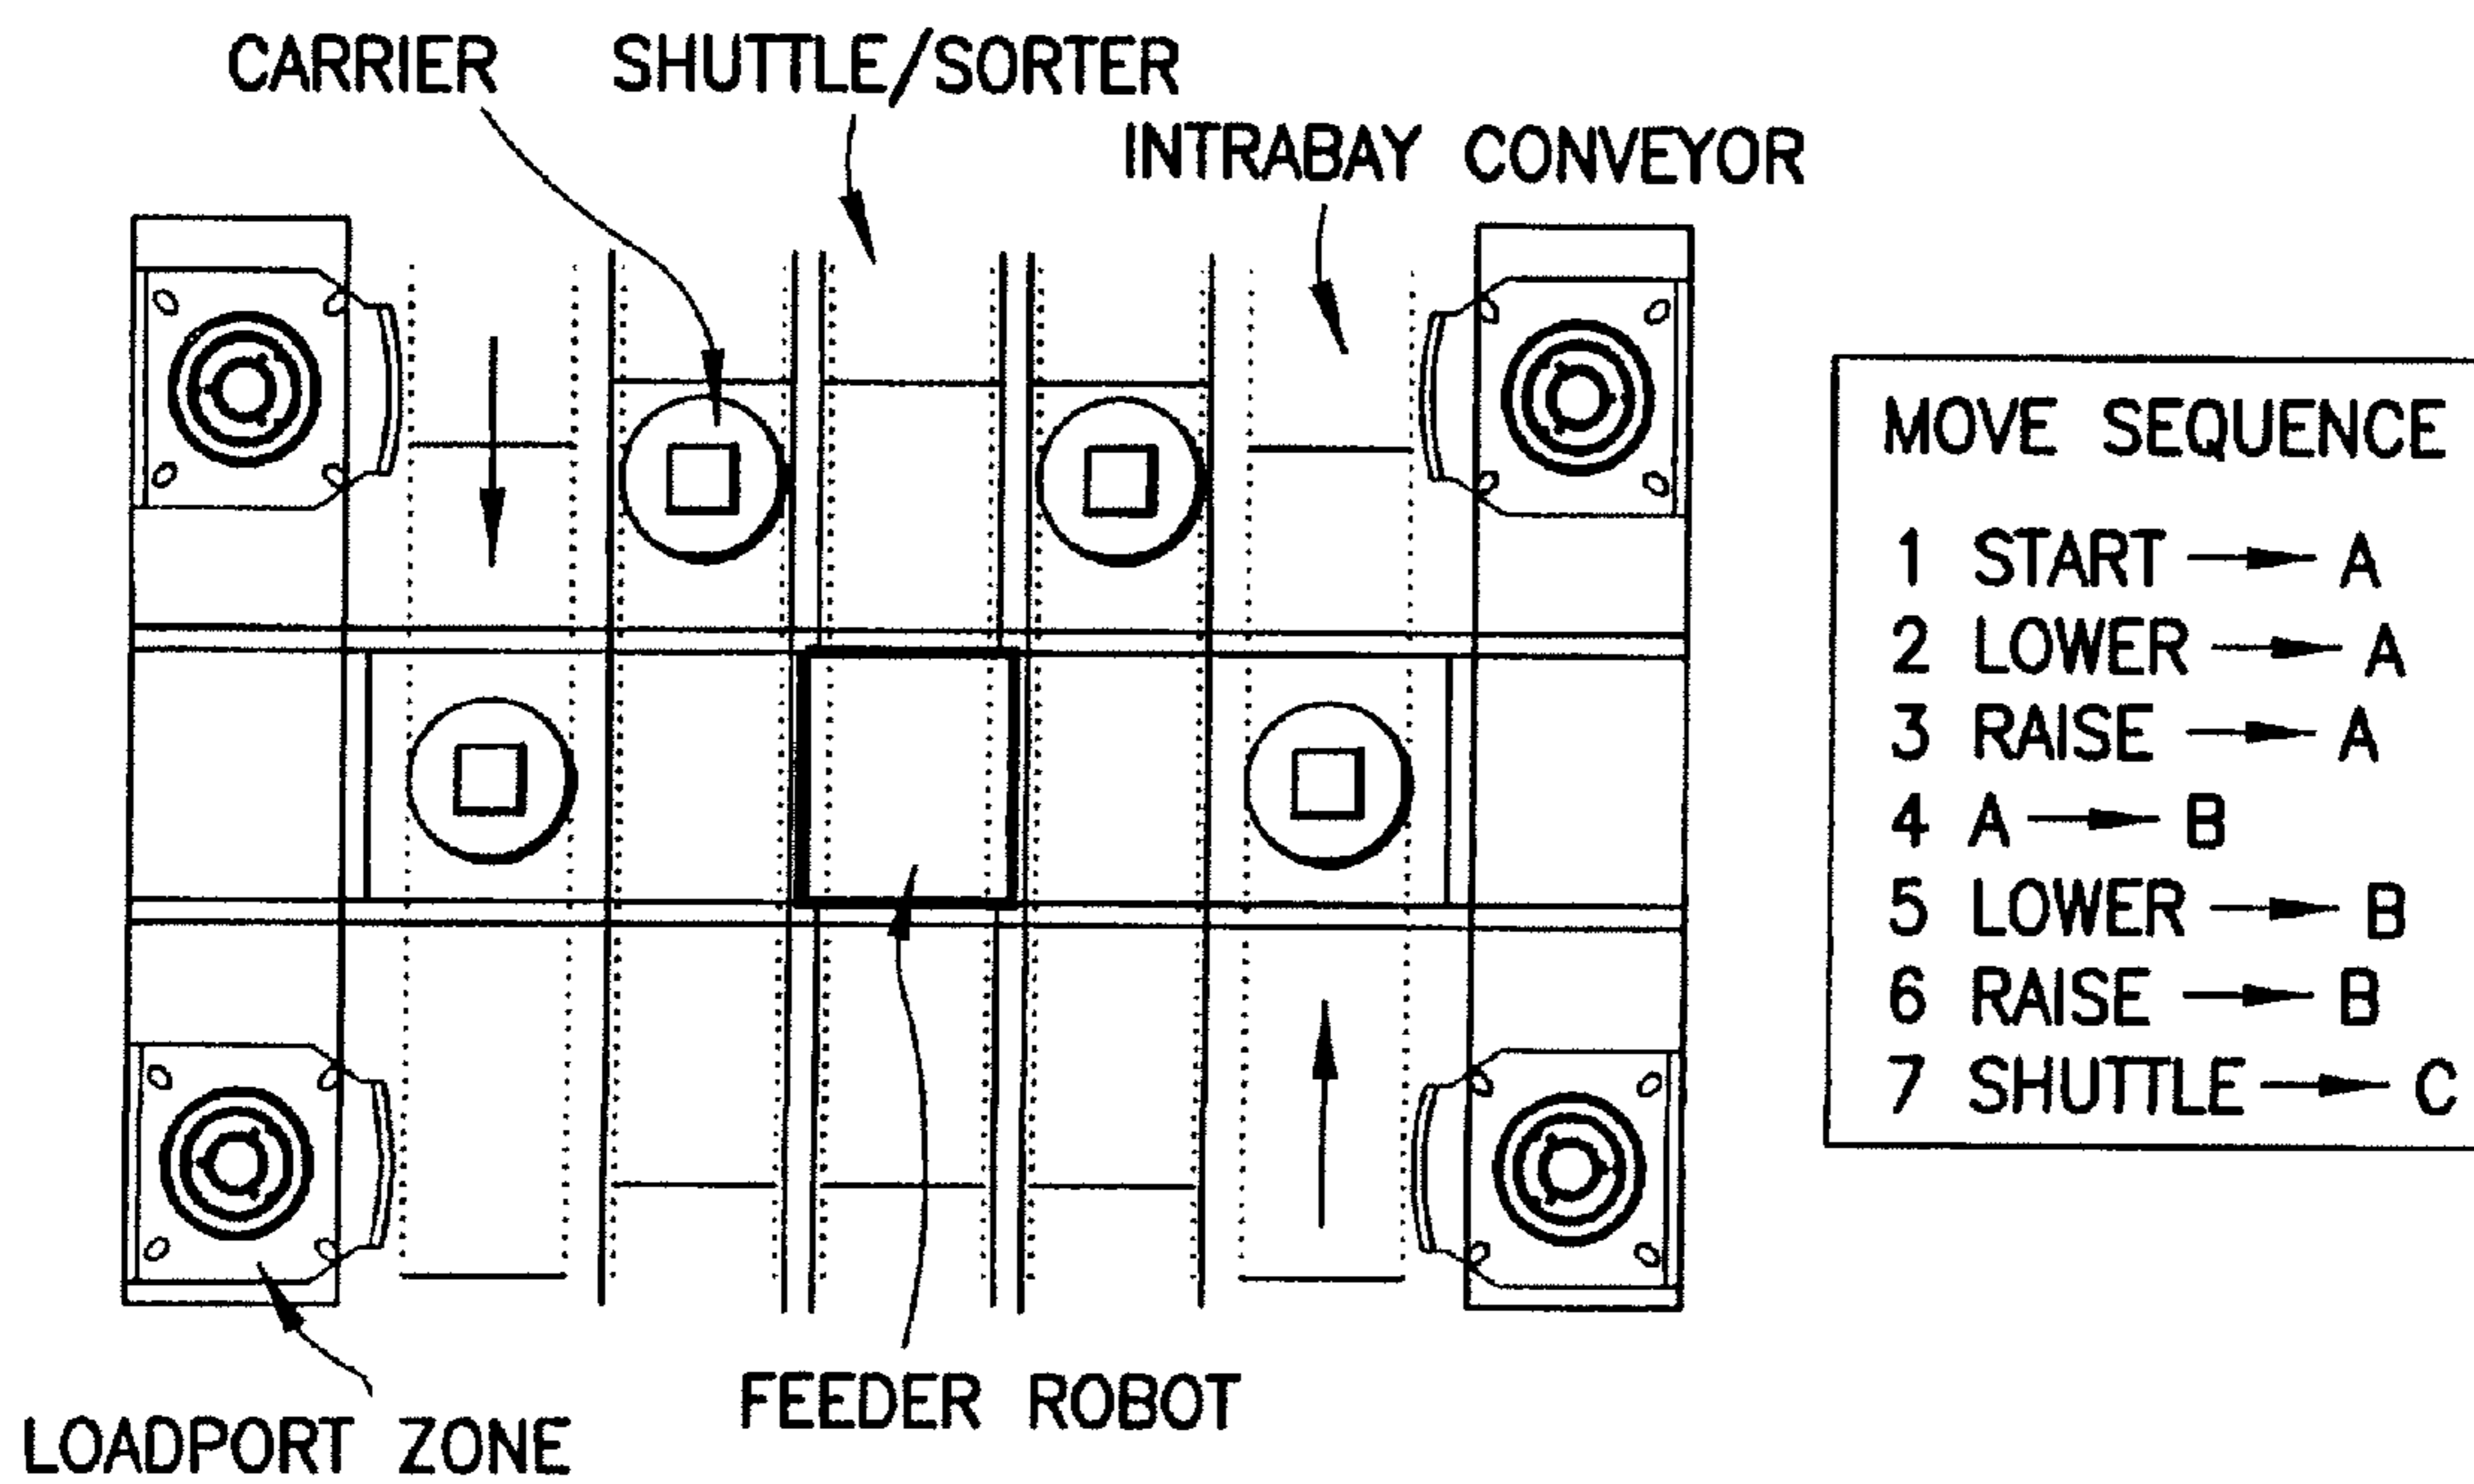 CARRIER
SHUTTLE/SORTER
INTRABAY CONVEYOR
MOVE SEQUENCE
1 START → A
2 LOWER → A
3 RAISE → A
4 A → B
5 LOWER → B
6 RAISE → B
7 SHUTTLE → C
FEEDER ROBOT
LOADPORT ZONE